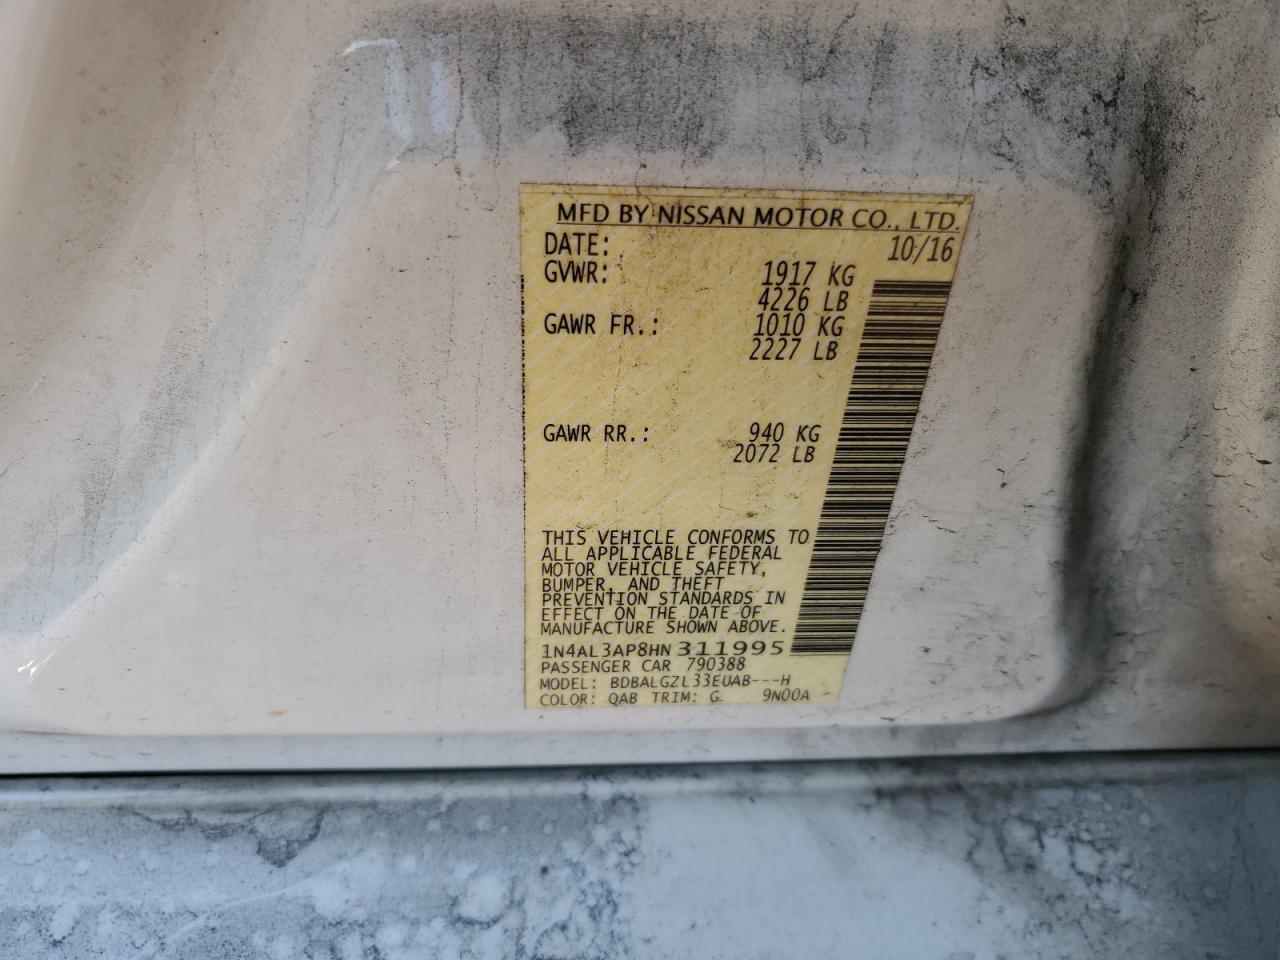 MFD BY NISSAN MOTOR CO., LTD.
DATE: 10/16
GVWR: 1917 KG
4226 LB
GAWR FR.: 1010 KG
2227 LB
GAWR RR.: 940 KG
2072 LB
THIS VEHICLE CONFORMS TO
ALL APPLICABLE FEDERAL
MOTOR VEHICLE SAFETY,
BUMPER, AND THEFT
PREVENTION STANDARDS IN
EFFECT ON THE DATE OF
MANUFACTURE SHOWN ABOVE.
1N4AL3AP8HN311995
PASSENGER CAR 790388
MODEL: BDBALGZL33EUAB---H
COLOR: QAB TRIM: G 9N00A